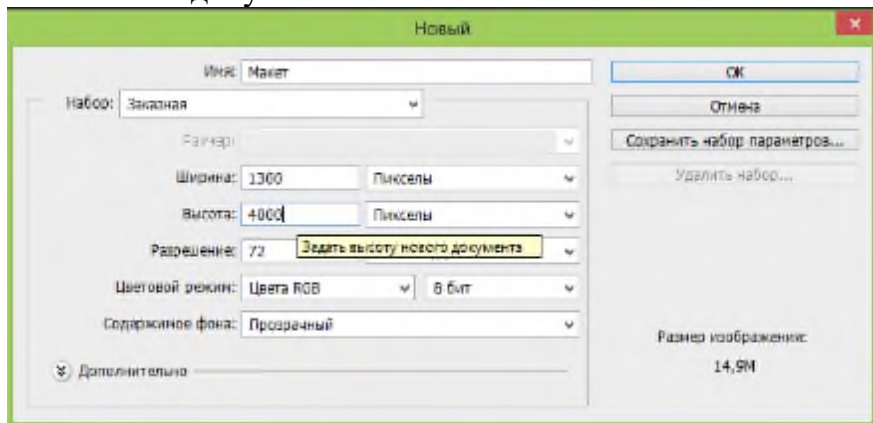 Новый
Имя: Макет
ОК
Набор: Заказная
Отмена
Размер:
Сохранить набор параметров...
Ширина: 1300 Пикселы
Удалить набор...
Высота: 4000 Пикселы
Разрешение: 72
Задать высоту нового документа
Цветовой режим: Цвета RGB 8 бит
Содержимое фона: Прозрачный
Размер изображения:
Дополнительно
14,9M